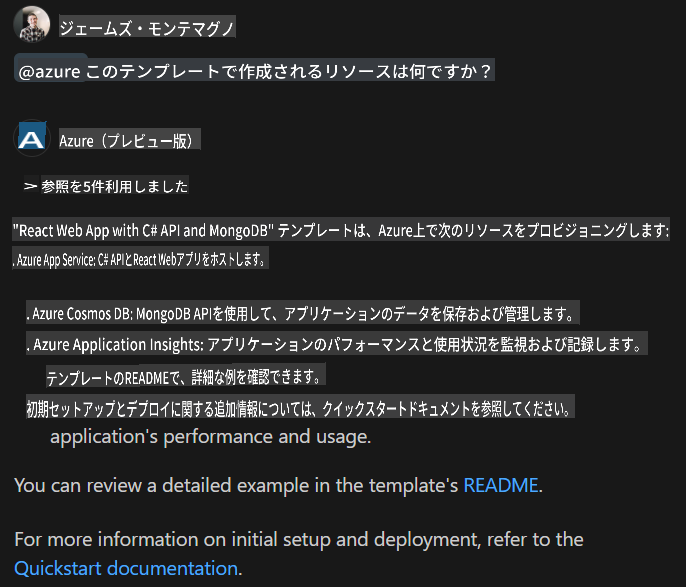 ジェームズ・モンテマグノ
@azure このテンプレートで作成されるリソースは何ですか？
Azure（プレビュー版）
> 参照を5件利用しました
"React Web App with C# API and MongoDB" テンプレートは、Azure上で次のリソースをプロビジョニングします:
. Azure App Service: C# APIとReact Webアプリをホストします。
. Azure Cosmos DB: MongoDB APIを使用して、アプリケーションのデータを保存および管理します。
. Azure Application Insights: アプリケーションのパフォーマンスと使用状況を監視および記録します。
テンプレートのREADMEで、詳細な例を確認できます。
初期セットアップとデプロイに関する追加情報については、クイックスタートドキュメントを参照してください。
application's performance and usage.
You can review a detailed example in the template's README.
For more information on initial setup and deployment, refer to the
Quickstart documentation.